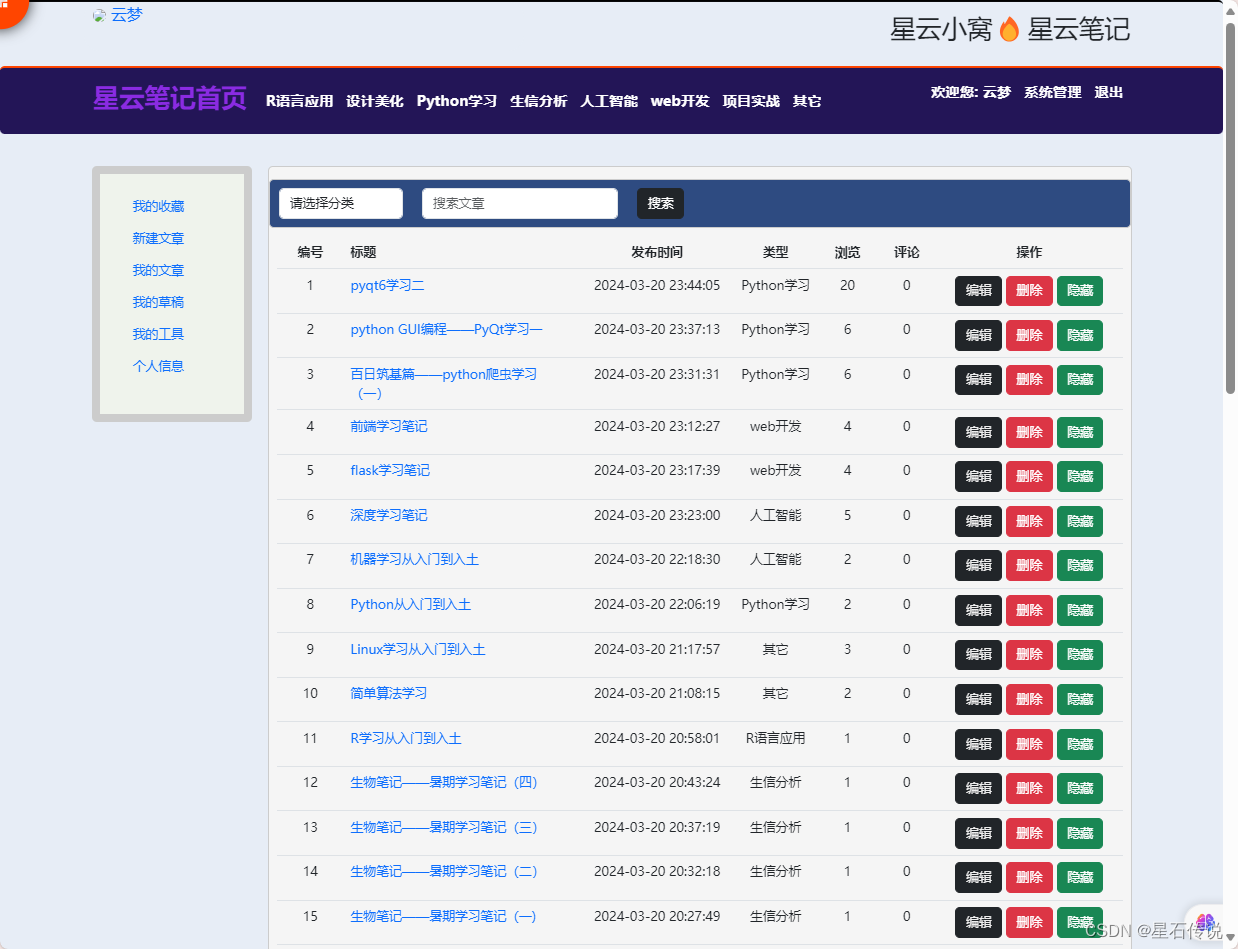 云梦
星云小窝🔥星云笔记
星云笔记首页 R语言应用 设计美化 Python学习 生信分析 人工智能 web开发 项目实战 其它 欢迎您: 云梦 系统管理 退出
我的收藏
新建文章
我的文章
我的草稿
我的工具
个人信息
请选择分类 搜索文章 搜索
编号 标题 发布时间 类型 浏览 评论 操作
1 pyqt6学习二 2024-03-20 23:44:05 Python学习 20 0 编辑 删除 隐藏
2 python GUI编程——PyQt学习一 2024-03-20 23:37:13 Python学习 6 0 编辑 删除 隐藏
3 百日筑基篇——python爬虫学习 2024-03-20 23:31:31 Python学习 6 0 编辑 删除 隐藏
（一）
4 前端学习笔记 2024-03-20 23:12:27 web开发 4 0 编辑 删除 隐藏
5 flask学习笔记 2024-03-20 23:17:39 web开发 4 0 编辑 删除 隐藏
6 深度学习笔记 2024-03-20 23:23:00 人工智能 5 0 编辑 删除 隐藏
7 机器学习从入门到入土 2024-03-20 22:18:30 人工智能 2 0 编辑 删除 隐藏
8 Python从入门到入土 2024-03-20 22:06:19 Python学习 2 0 编辑 删除 隐藏
9 Linux学习从入门到入土 2024-03-20 21:17:57 其它 3 0 编辑 删除 隐藏
10 简单算法学习 2024-03-20 21:08:15 其它 2 0 编辑 删除 隐藏
11 R学习从入门到入土 2024-03-20 20:58:01 R语言应用 1 0 编辑 删除 隐藏
12 生物笔记——暑期学习笔记（四） 2024-03-20 20:43:24 生信分析 1 0 编辑 删除 隐藏
13 生物笔记——暑期学习笔记（三） 2024-03-20 20:37:19 生信分析 1 0 编辑 删除 隐藏
14 生物笔记——暑期学习笔记（二） 2024-03-20 20:32:18 生信分析 1 0 编辑 删除 隐藏
15 生物笔记——暑期学习笔记（一） 2024-03-20 20:27:49 生信分析 1 0 编辑 删除 隐藏
CSDN @星石传说